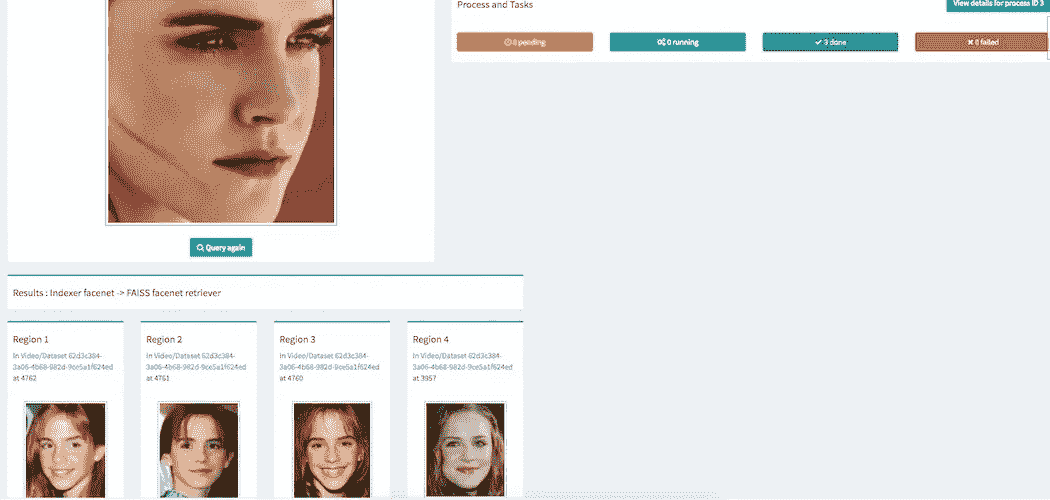 Process and Tasks
View details for process ID 3
0 pending
0 running
3 done
0 failed
Query again
Results : Indexer facenet -> FAISS facenet retriever
Region 1
In Video/Dataset 62d3c384-
3a06-4b68-982d-9ce5a1f624ed
at 4762
Region 2
In Video/Dataset 62d3c384-
3a06-4b68-982d-9ce5a1f624ed
at 4761
Region 3
In Video/Dataset 62d3c384-
3a06-4b68-982d-9ce5a1f624ed
at 4760
Region 4
In Video/Dataset 62d3c384-
3a06-4b68-982d-9ce5a1f624ed
at 3957